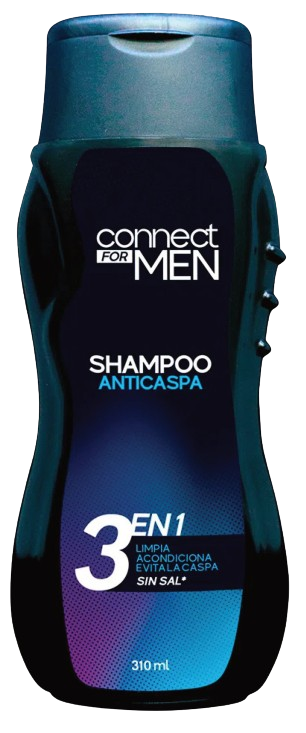 connect
FOR MEN
SHAMPOO
ANTICASPA
3 EN 1
LIMPIA
ACONDICIONA
EVITA LA CASPA
SIN SAL*
310 ml